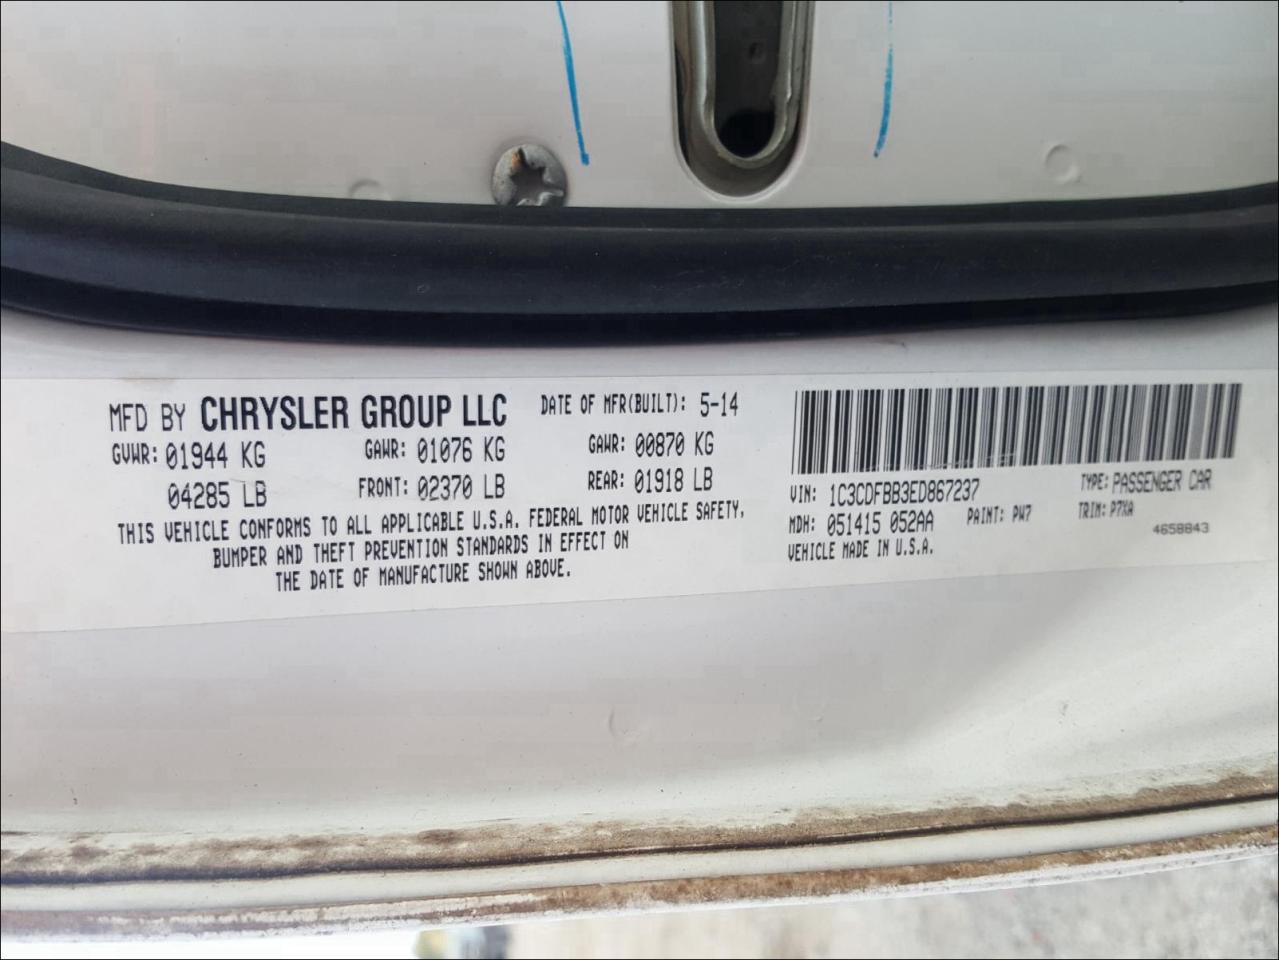 MFD BY CHRYSLER GROUP LLC DATE OF MFR(BUILT): 5-14
GVWR: 01944 KG GAWR: 01076 KG GAWR: 00870 KG
04285 LB FRONT: 02370 LB REAR: 01918 LB
THIS VEHICLE CONFORMS TO ALL APPLICABLE U.S.A. FEDERAL MOTOR VEHICLE SAFETY,
BUMPER AND THEFT PREVENTION STANDARDS IN EFFECT ON
THE DATE OF MANUFACTURE SHOWN ABOVE.
VIN: 1C3CDFBB3ED867237 TYPE: PASSENGER CAR
MDH: 051415 052AA PAINT: PW7 TRIM: P7XA
VEHICLE MADE IN U.S.A. 4658843